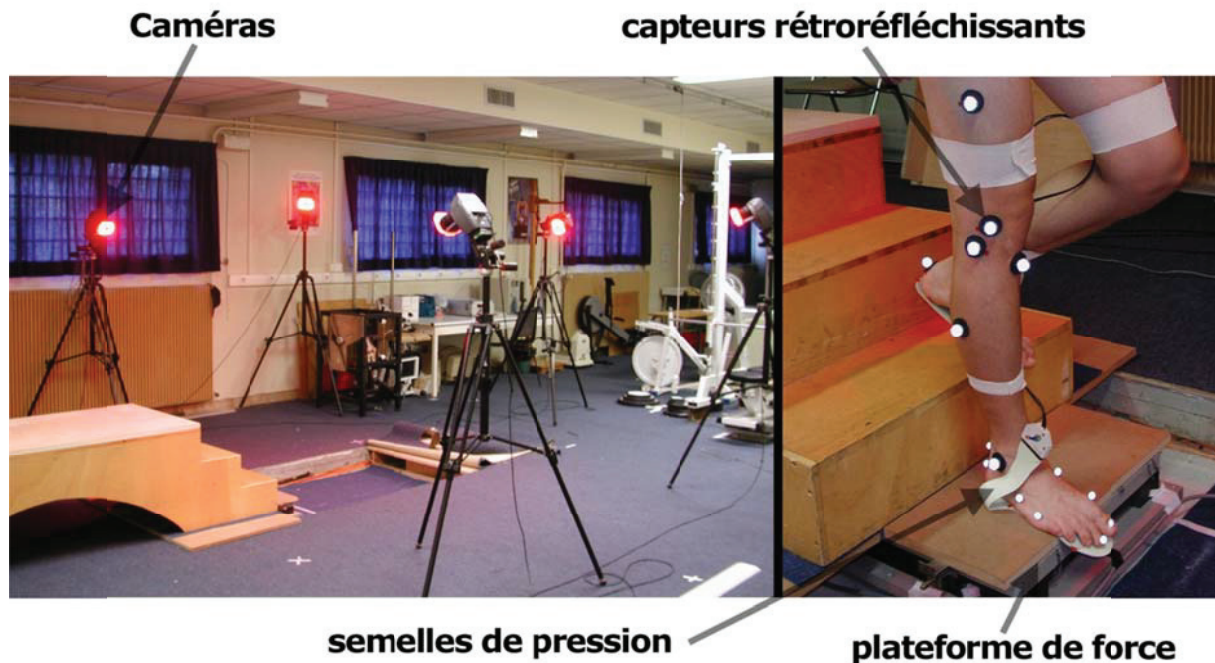 Caméras
capteurs rétroréfléchissants
semelles de pression
plateforme de force